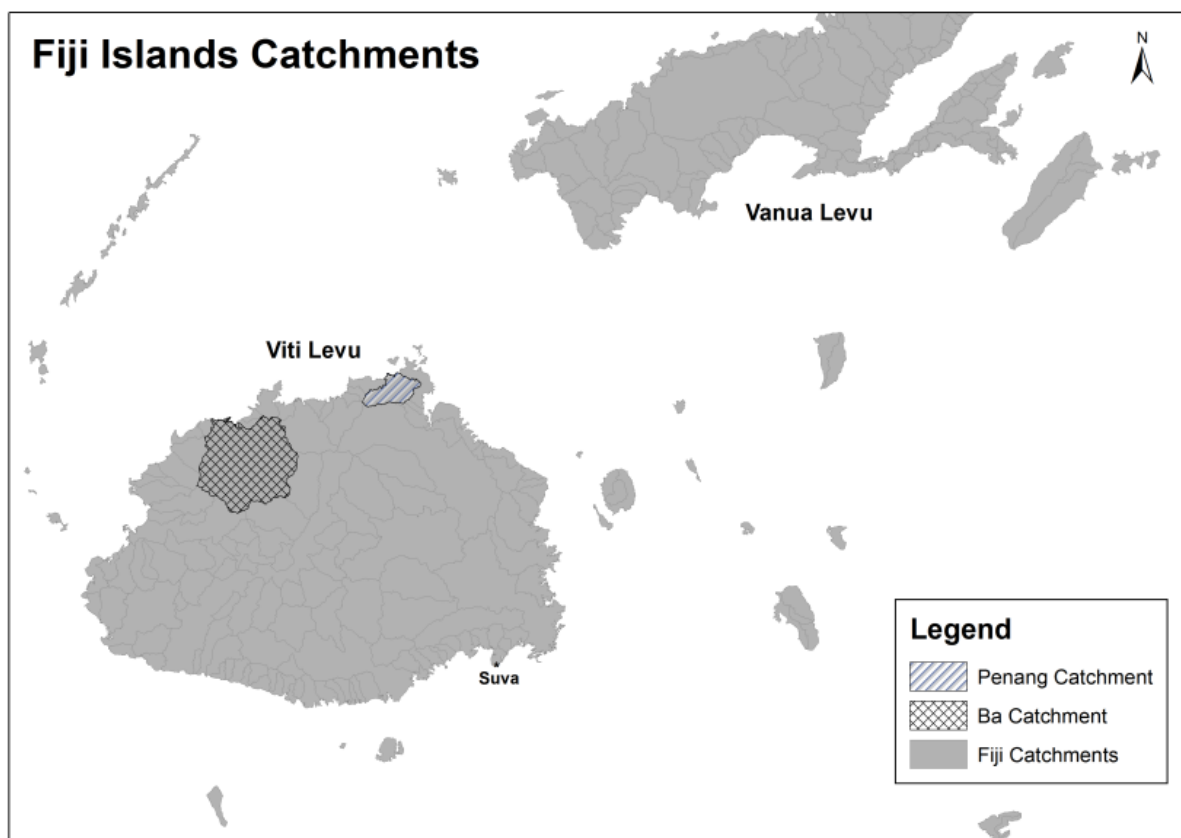 Fiji Islands Catchments
N
Vanua Levu
Viti Levu
Suva
Legend
Penang Catchment
Ba Catchment
Fiji Catchments